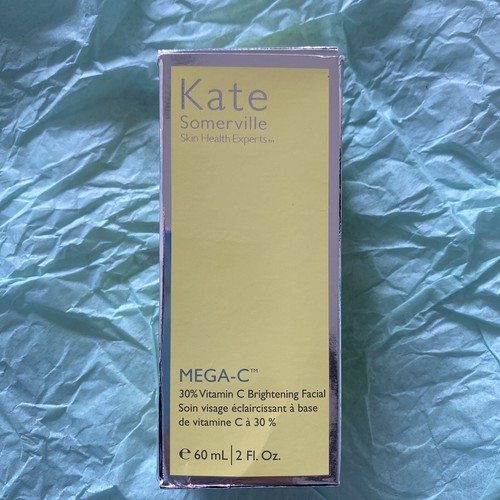 Kate
Somerville
Skin Health Experts℠
MEGA-C™
30% Vitamin C Brightening Facial
Soin visage éclaircissant à base
de vitamine C à 30 %
℮ 60 mL | 2 Fl. Oz.